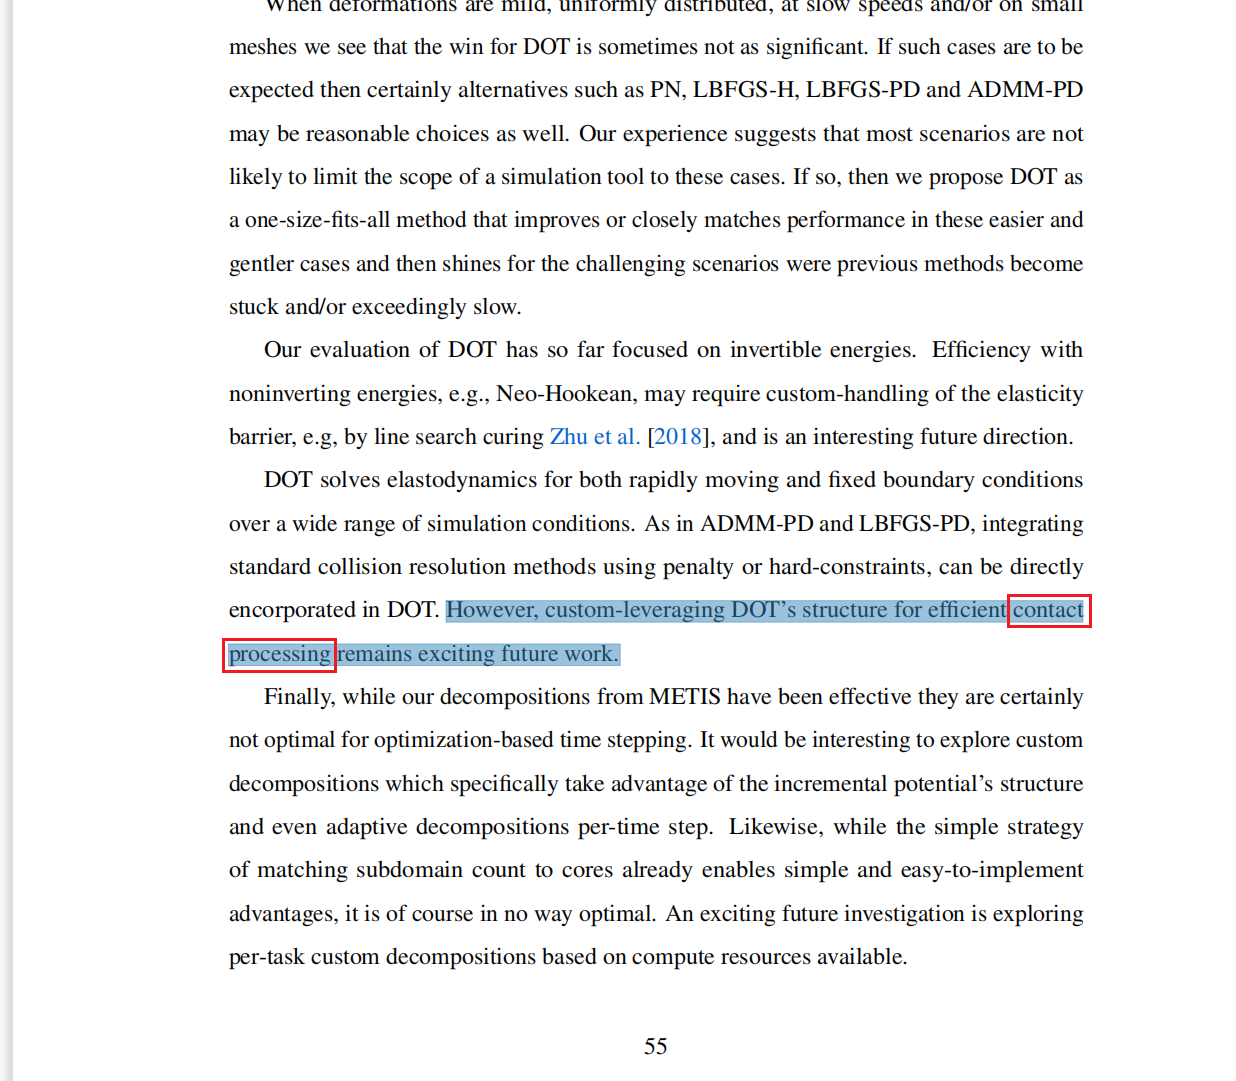 When deformations are mild, uniformly distributed, at slow speeds and/or on small
meshes we see that the win for DOT is sometimes not as significant. If such cases are to be
expected then certainly alternatives such as PN, LBFGS-H, LBFGS-PD and ADMM-PD
may be reasonable choices as well. Our experience suggests that most scenarios are not
likely to limit the scope of a simulation tool to these cases. If so, then we propose DOT as
a one-size-fits-all method that improves or closely matches performance in these easier and
gentler cases and then shines for the challenging scenarios were previous methods become
stuck and/or exceedingly slow.
Our evaluation of DOT has so far focused on invertible energies. Efficiency with
noninverting energies, e.g., Neo-Hookean, may require custom-handling of the elasticity
barrier, e.g, by line search curing Zhu et al. [2018], and is an interesting future direction.
DOT solves elastodynamics for both rapidly moving and fixed boundary conditions
over a wide range of simulation conditions. As in ADMM-PD and LBFGS-PD, integrating
standard collision resolution methods using penalty or hard-constraints, can be directly
encorporated in DOT. However, custom-leveraging DOT's structure for efficient contact
processing remains exciting future work.
Finally, while our decompositions from METIS have been effective they are certainly
not optimal for optimization-based time stepping. It would be interesting to explore custom
decompositions which specifically take advantage of the incremental potential's structure
and even adaptive decompositions per-time step. Likewise, while the simple strategy
of matching subdomain count to cores already enables simple and easy-to-implement
advantages, it is of course in no way optimal. An exciting future investigation is exploring
per-task custom decompositions based on compute resources available.
55